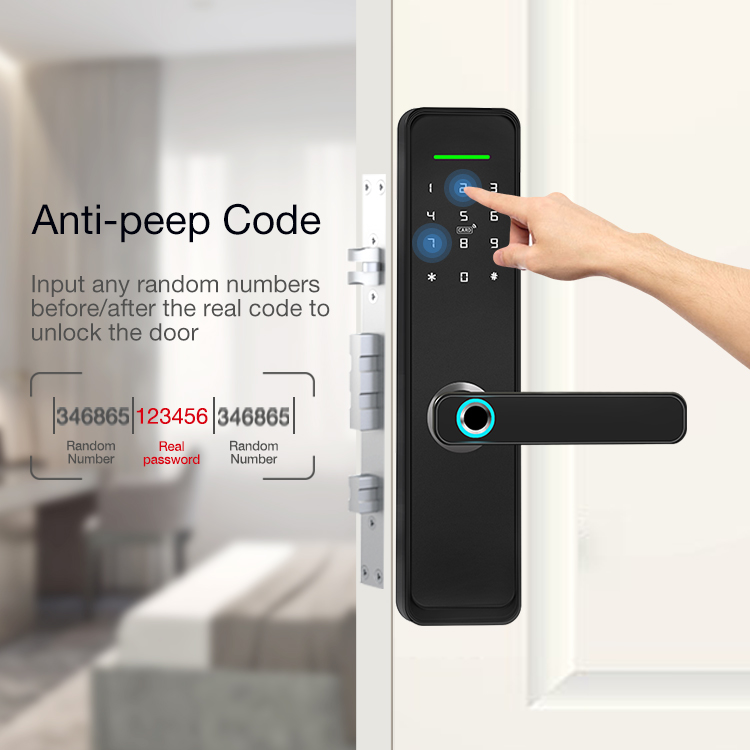 Anti-peep Code
Input any random numbers
before/after the real code to
unlock the door
346865 123456 346865
Random Real Random
Number password Number
1 2 3
4 5 6
CARD
7 8 9
* 0 #